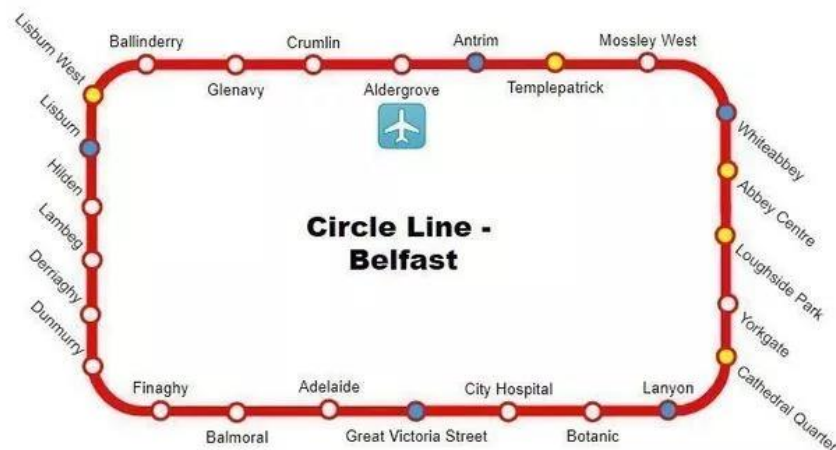 Lisburn West
Ballinderry
Crumlin
Antrim
Mossley West
Glenavy
Aldergrove
Templepatrick
Lisburn
Whiteabbey
Hilden
Abbey Centre
Lambeg
Circle Line -
Belfast
Loughside Park
Derriaghy
Yorkgate
Dunmurry
Cathedral Quarter
Finaghy
Adelaide
City Hospital
Lanyon
Balmoral
Great Victoria Street
Botanic